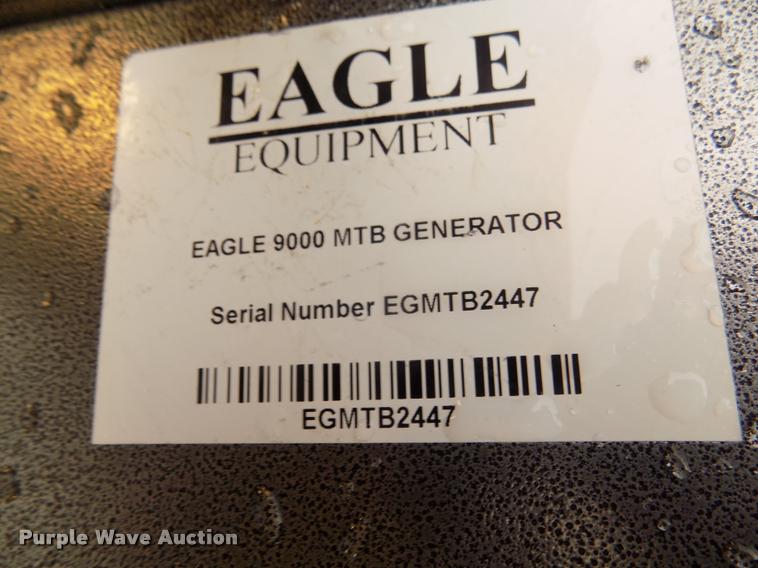 EAGLE
EQUIPMENT
EAGLE 9000 MTB GENERATOR
Serial Number EGMTB2447
EGMTB2447
Purple Wave Auction